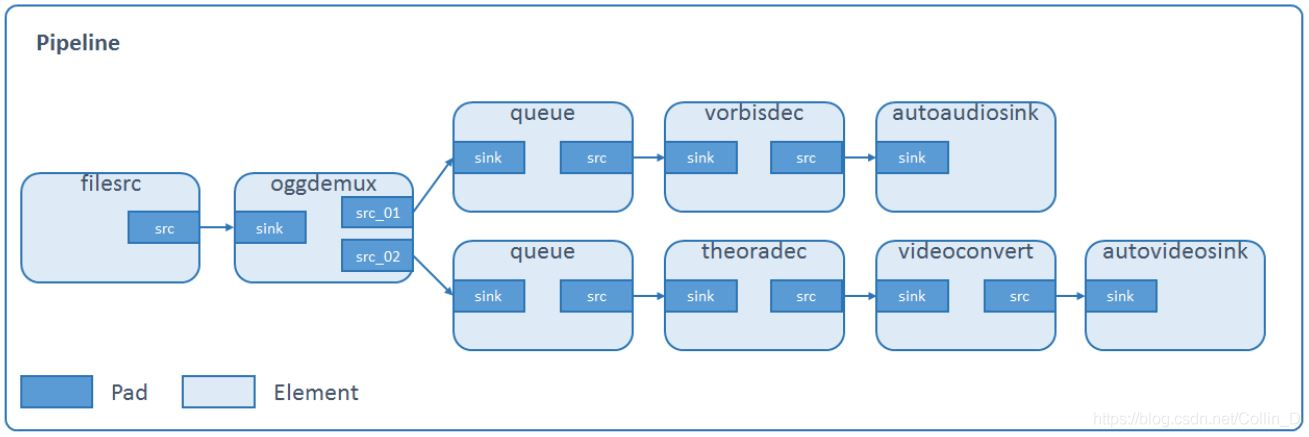 Pipeline
queue
vorbisdec
autoaudiosink
sink
src
sink
src
sink
filesrc
oggdemux
src
sink
src_01
src_02
queue
theoradec
videoconvert
autovideosink
sink
src
sink
src
sink
src
sink
Pad
Element
https://blog.csdn.net/Collin_D